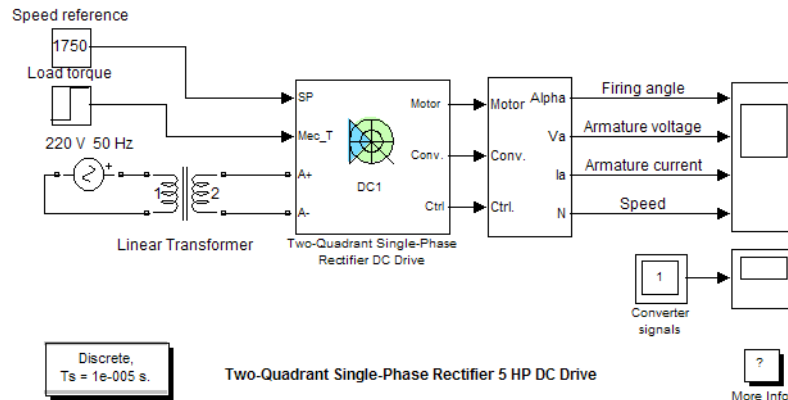 Speed reference
1750
Load torque
220 V 50 Hz
+
1
2
Linear Transformer
SP
Mec_T
A+
A-
Motor
Conv.
Ctrl
DC1
Two-Quadrant Single-Phase
Rectifier DC Drive
Motor
Conv.
Ctrl.
Alpha
Va
Ia
N
Firing angle
Armature voltage
Armature current
Speed
1
Converter
signals
Discrete,
Ts = 1e-005 s.
Two-Quadrant Single-Phase Rectifier 5 HP DC Drive
?
More Info